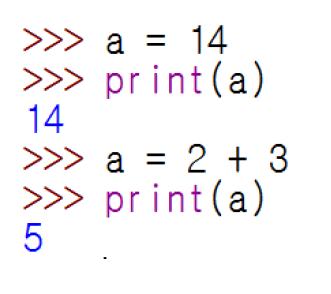 >>> a = 14
>>> print(a)
14
>>> a = 2 + 3
>>> print(a)
5